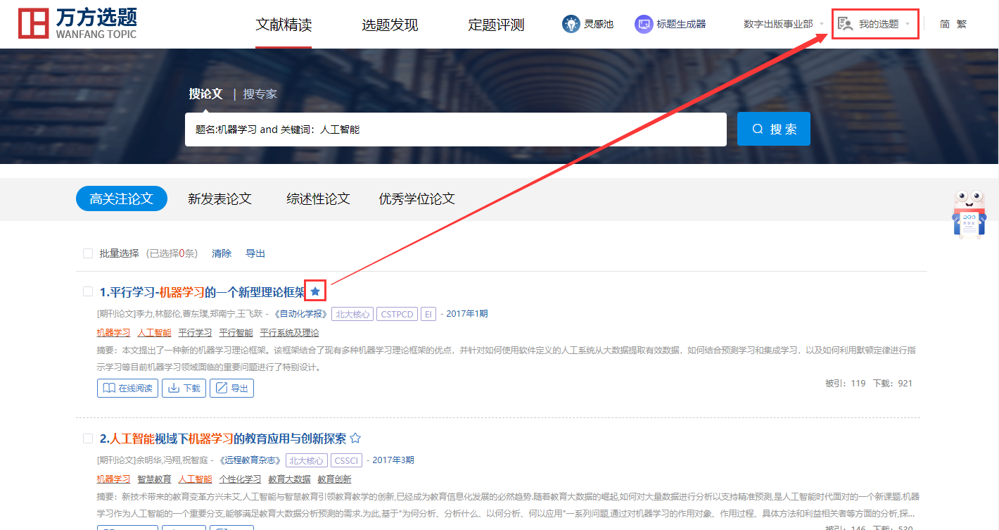 万方选题
WANFANG TOPIC
文献精读 选题发现 定题评测 灵感池 标题生成器 数字出版事业部 我的选题 简 繁
搜论文 | 搜专家
题名:机器学习 and 关键词：人工智能 搜 索
高关注论文 新发表论文 综述性论文 优秀学位论文
批量选择 (已选择0条) 清除 导出
1.平行学习-机器学习的一个新型理论框架
[期刊论文]李力,林懿伦,曹东璞,郑南宁,王飞跃 - 《自动化学报》 北大核心 CSTPCD EI - 2017年1期
机器学习 人工智能 平行学习 平行智能 平行系统及理论
摘要：本文提出了一种新的机器学习理论框架。该框架结合了现有多种机器学习理论框架的优点，并针对如何使用软件定义的人工系统从大数据提取有效数据，如何结合预测学习和集成学习，以及如何利用默顿定律进行指
示学习等目前机器学习领域面临的重要问题进行了特别设计。
在线阅读 下载 导出 被引：119 下载：921
2.人工智能视域下机器学习的教育应用与创新探索
[期刊论文]余明华,冯翔,祝智庭 - 《远程教育杂志》 北大核心 CSSCI - 2017年3期
机器学习 智慧教育 人工智能 个性化学习 教育大数据 教育创新
摘要：新技术带来的教育变革方兴未艾,人工智能与智慧教育引领教育教学的创新,已经成为教育信息化发展的必然趋势.随着教育大数据的崛起,如何对大量数据进行分析以支持精准预测,是人工智能时代面对的一个新课题.机器
学习作为人工智能的一个重要分支,能够满足教育大数据分析预测的需求.为此,基于"为何分析、分析什么、以何分析、何以应用"一系列问题,通过对机器学习的作用对象、作用过程、具体方法和利益相关者等方面的分析,探...
被引：146 下载：520